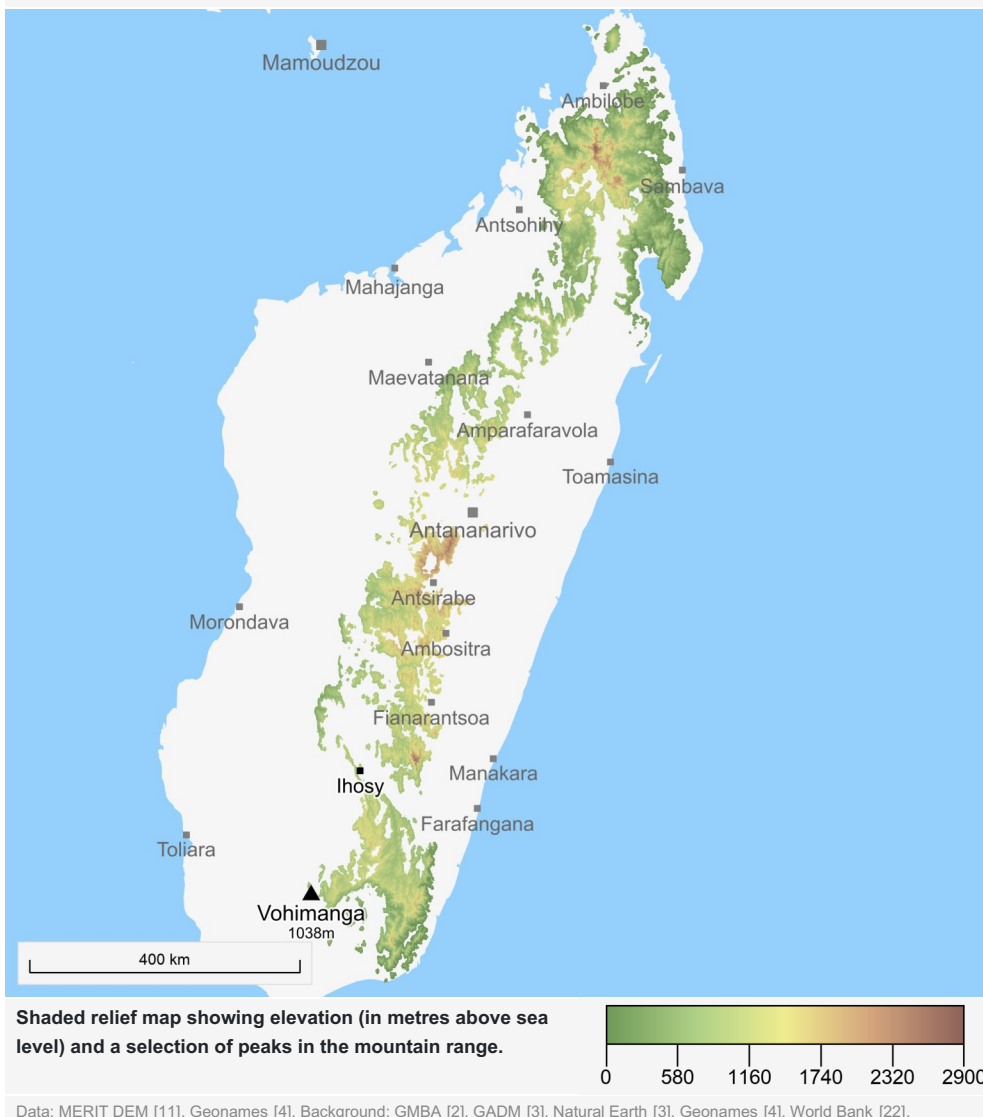 Mamoudzou
Ambilobe
Sambava
Antsohihy
Mahajanga
Maevatanana
Amparafaravola
Toamasina
Antananarivo
Antsirabe
Morondava
Ambositra
Fianarantsoa
Manakara
Ihosy
Farafangana
Toliara
Vohimanga
1038m
400 km
Shaded relief map showing elevation (in metres above sea
level) and a selection of peaks in the mountain range.
0 580 1160 1740 2320 2900
Data: MERIT DEM [11], Geonames [4]. Background: GMBA [2], GADM [3], Natural Earth [3], Geonames [4], World Bank [22].